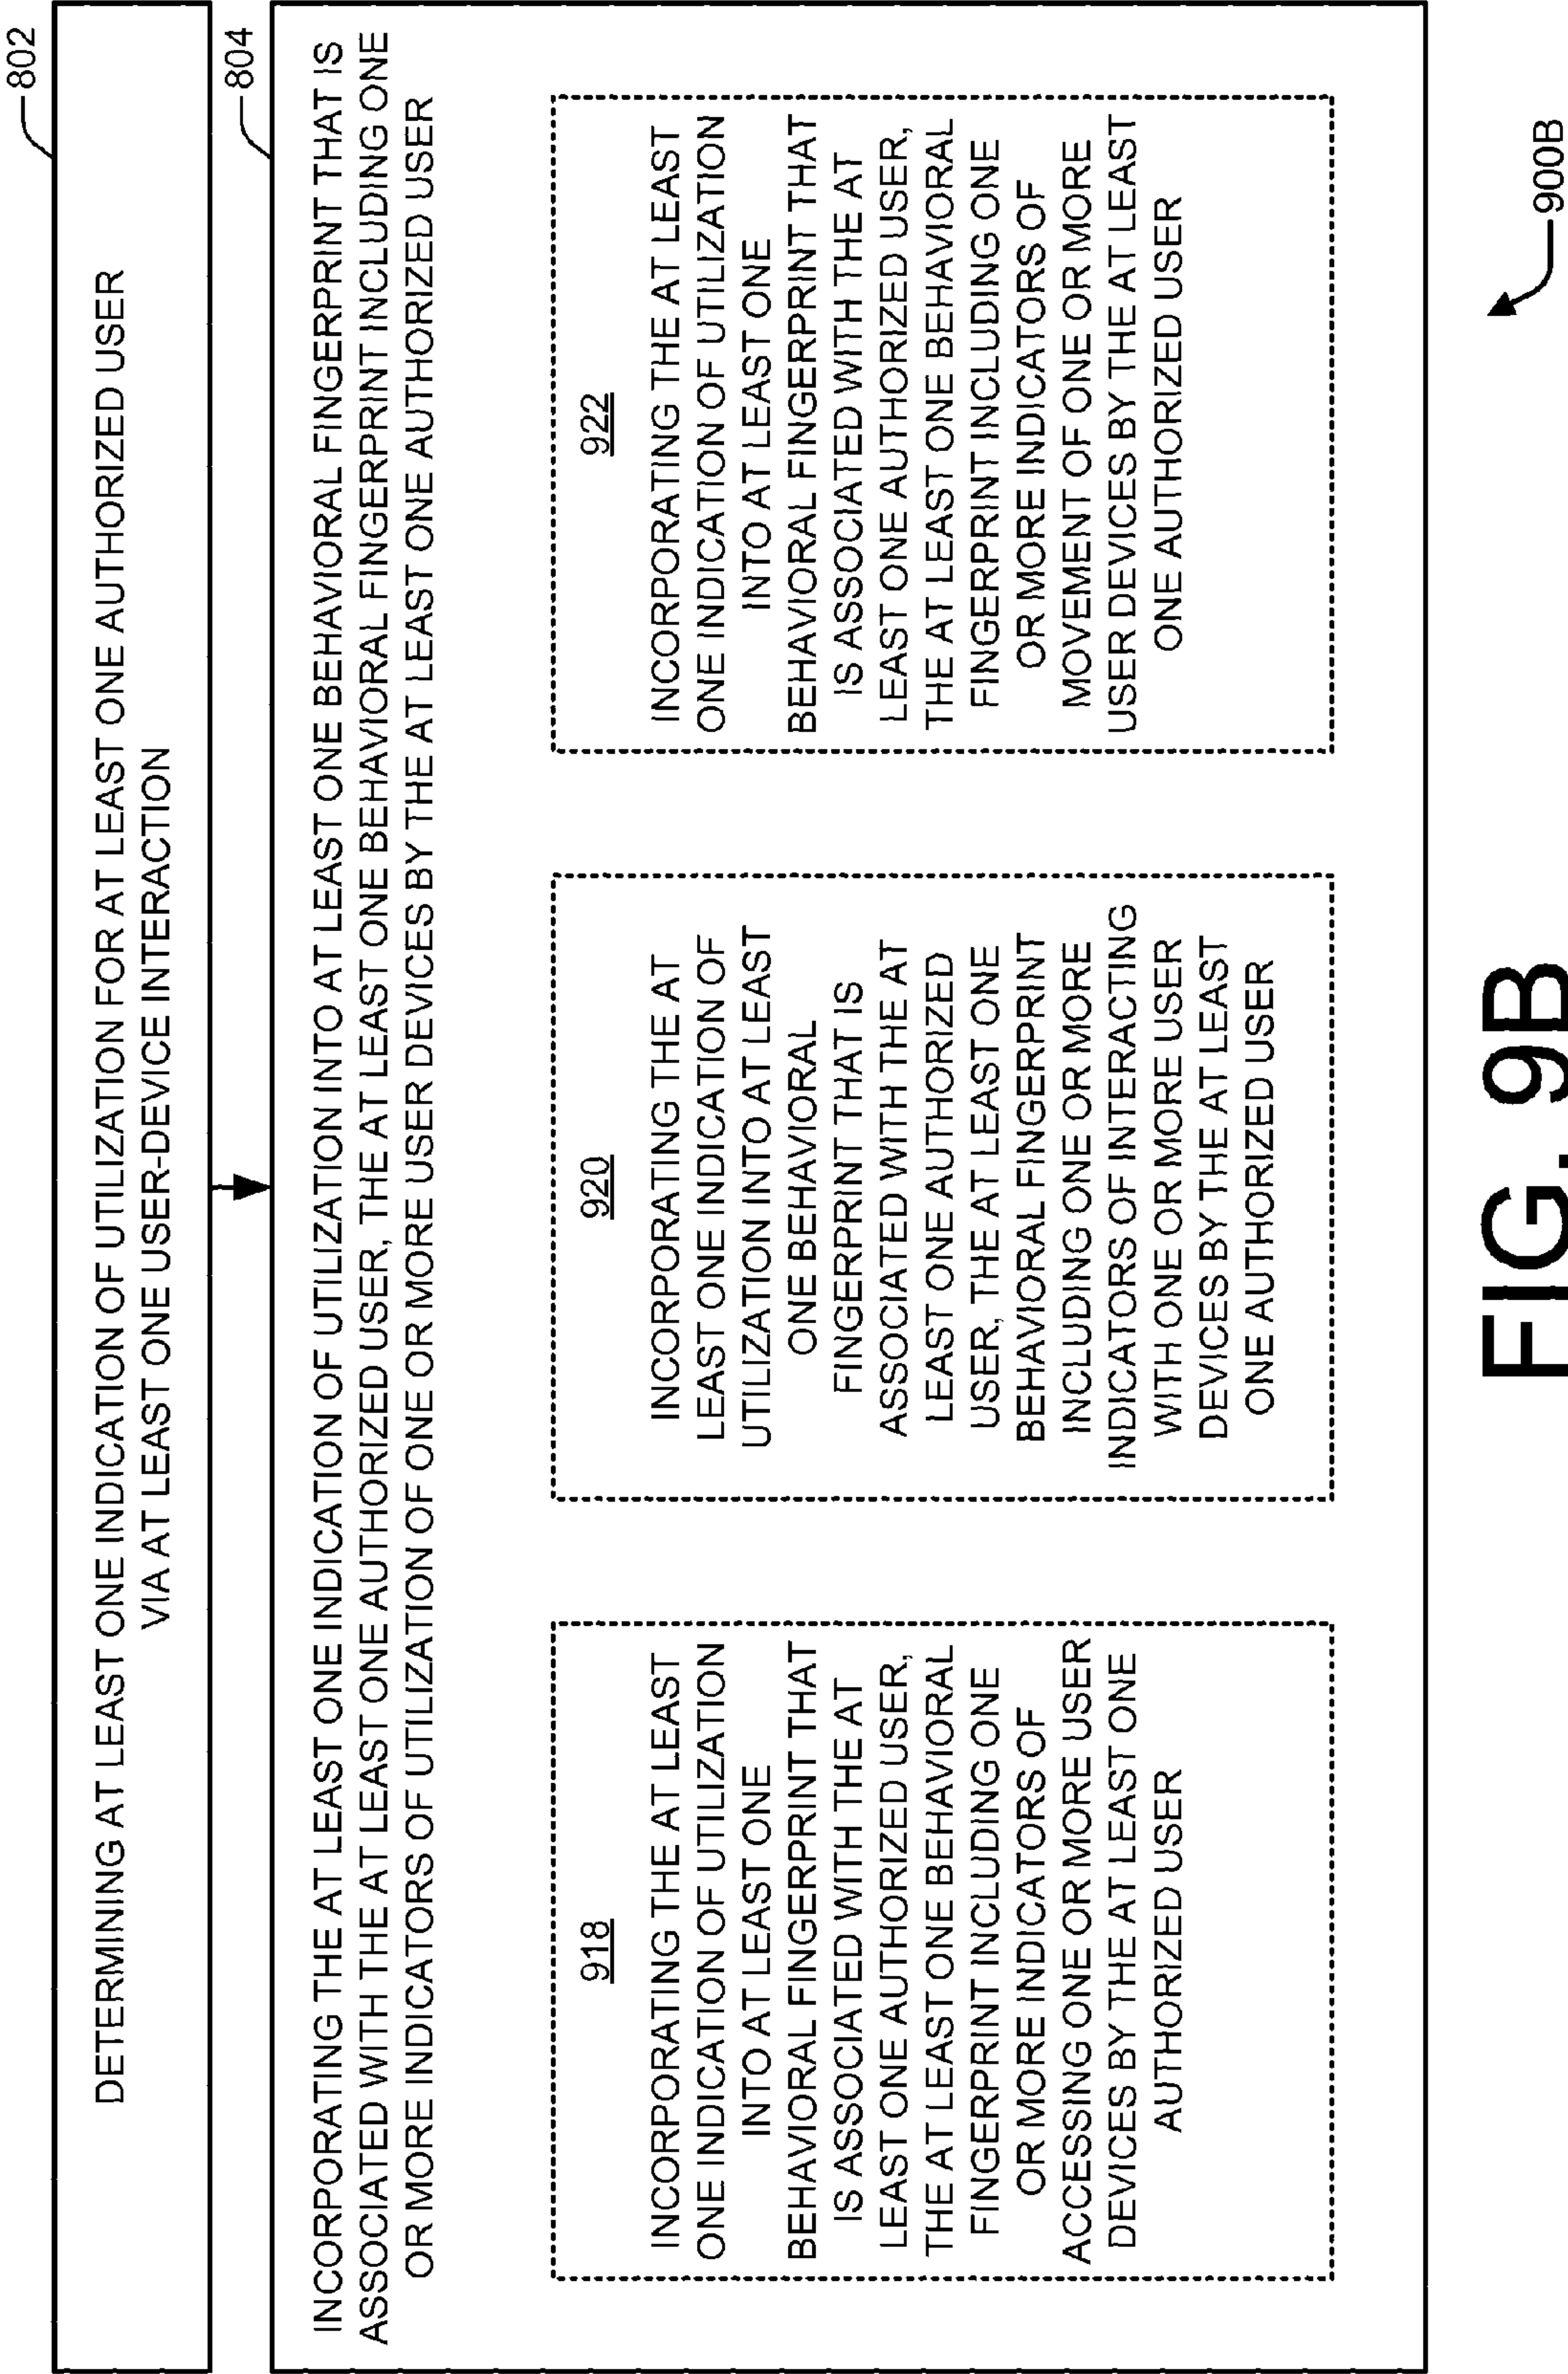 802
DETERMINING AT LEAST ONE INDICATION OF UTILIZATION FOR AT LEAST ONE AUTHORIZED USER
VIA AT LEAST ONE USER-DEVICE INTERACTION
804
INCORPORATING THE AT LEAST ONE INDICATION OF UTILIZATION INTO AT LEAST ONE BEHAVIORAL FINGERPRINT THAT IS
ASSOCIATED WITH THE AT LEAST ONE AUTHORIZED USER, THE AT LEAST ONE BEHAVIORAL FINGERPRINT INCLUDING ONE
OR MORE INDICATORS OF UTILIZATION OF ONE OR MORE USER DEVICES BY THE AT LEAST ONE AUTHORIZED USER
918
INCORPORATING THE AT LEAST
ONE INDICATION OF UTILIZATION
INTO AT LEAST ONE
BEHAVIORAL FINGERPRINT THAT
IS ASSOCIATED WITH THE AT
LEAST ONE AUTHORIZED USER,
THE AT LEAST ONE BEHAVIORAL
FINGERPRINT INCLUDING ONE
OR MORE INDICATORS OF
ACCESSING ONE OR MORE USER
DEVICES BY THE AT LEAST ONE
AUTHORIZED USER
920
INCORPORATING THE AT
LEAST ONE INDICATION OF
UTILIZATION INTO AT LEAST
ONE BEHAVIORAL
FINGERPRINT THAT IS
ASSOCIATED WITH THE AT
LEAST ONE AUTHORIZED
USER, THE AT LEAST ONE
BEHAVIORAL FINGERPRINT
INCLUDING ONE OR MORE
INDICATORS OF INTERACTING
WITH ONE OR MORE USER
DEVICES BY THE AT LEAST
ONE AUTHORIZED USER
922
INCORPORATING THE AT LEAST
ONE INDICATION OF UTILIZATION
INTO AT LEAST ONE
BEHAVIORAL FINGERPRINT THAT
IS ASSOCIATED WITH THE AT
LEAST ONE AUTHORIZED USER,
THE AT LEAST ONE BEHAVIORAL
FINGERPRINT INCLUDING ONE
OR MORE INDICATORS OF
MOVEMENT OF ONE OR MORE
USER DEVICES BY THE AT LEAST
ONE AUTHORIZED USER
900B
FIG. 9B